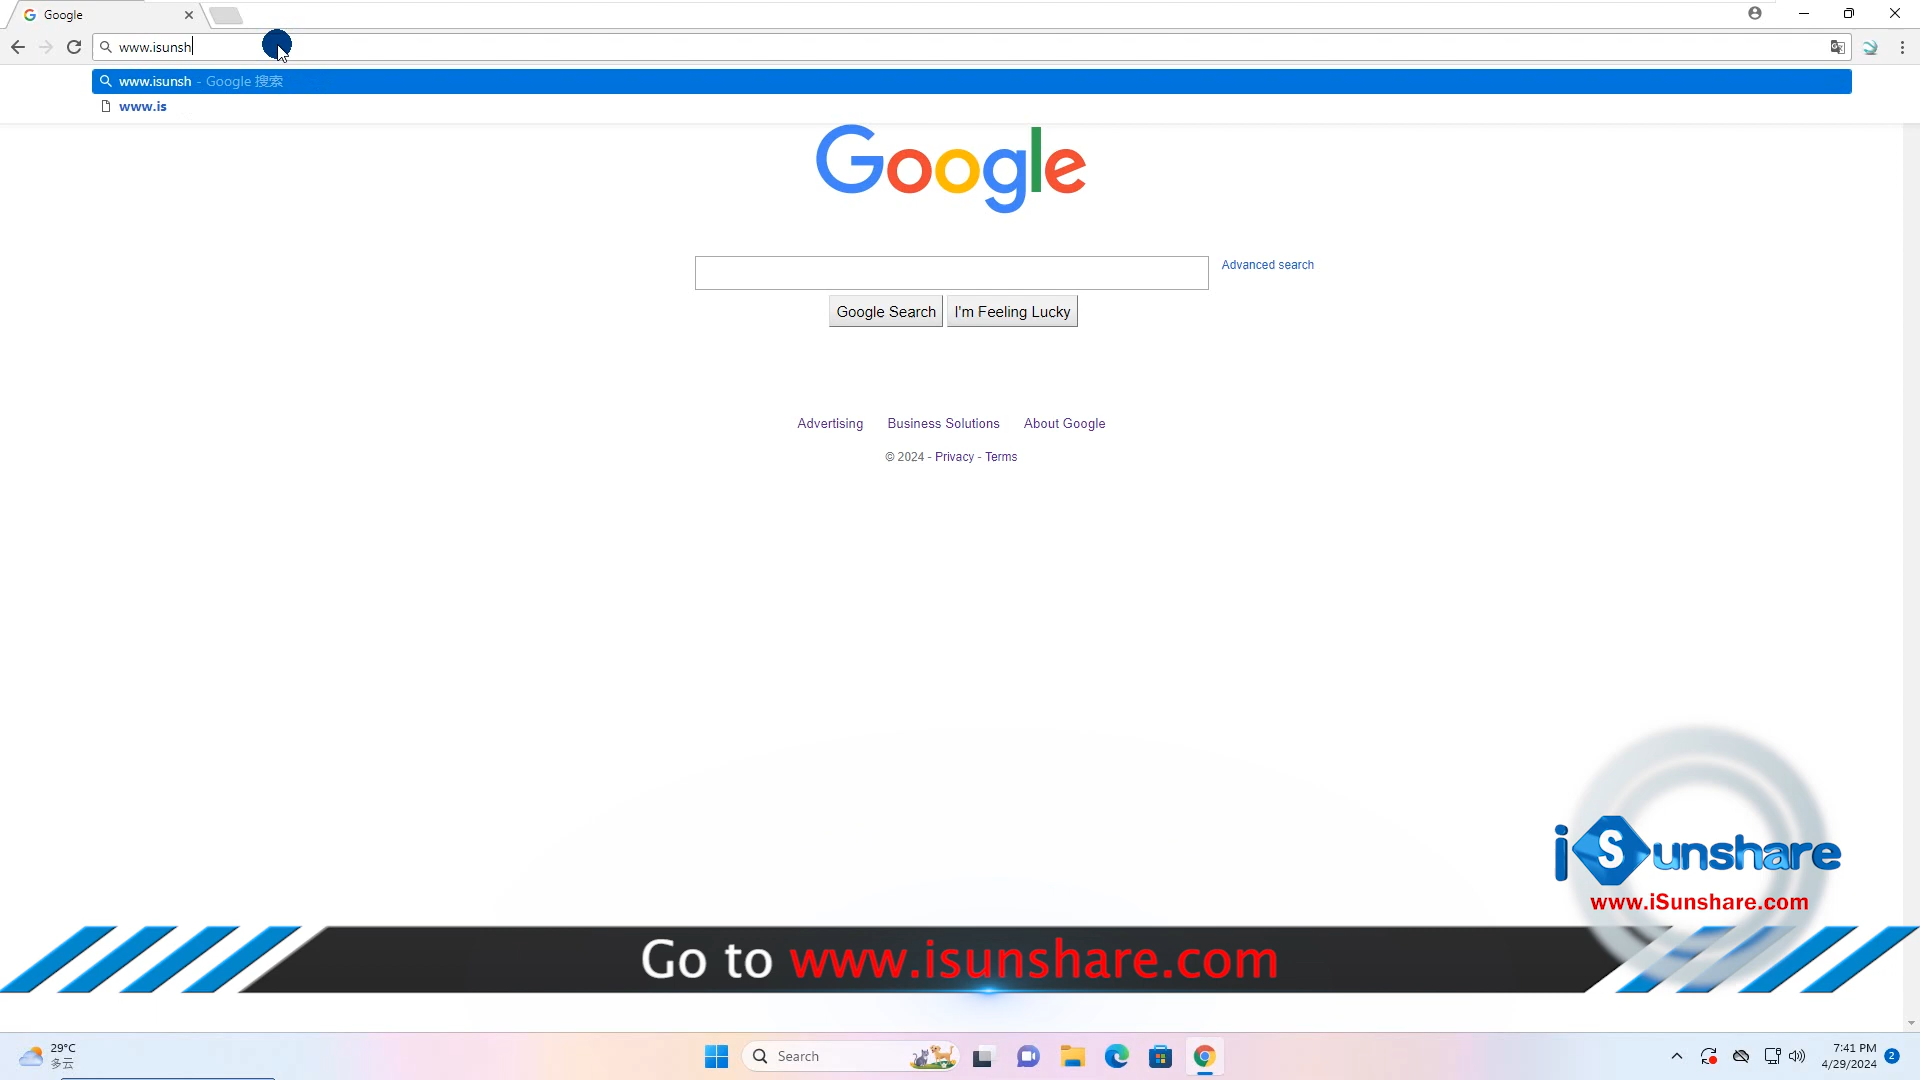 Google
www.isunsh
www.isunsh - Google 搜索
www.is
Google
Advanced search
Google Search I'm Feeling Lucky
Advertising Business Solutions About Google
© 2024 - Privacy - Terms
iSunshare
www.iSunshare.com
Go to www.isunshare.com
29°C
多云
Search
7:41 PM
4/29/2024
2